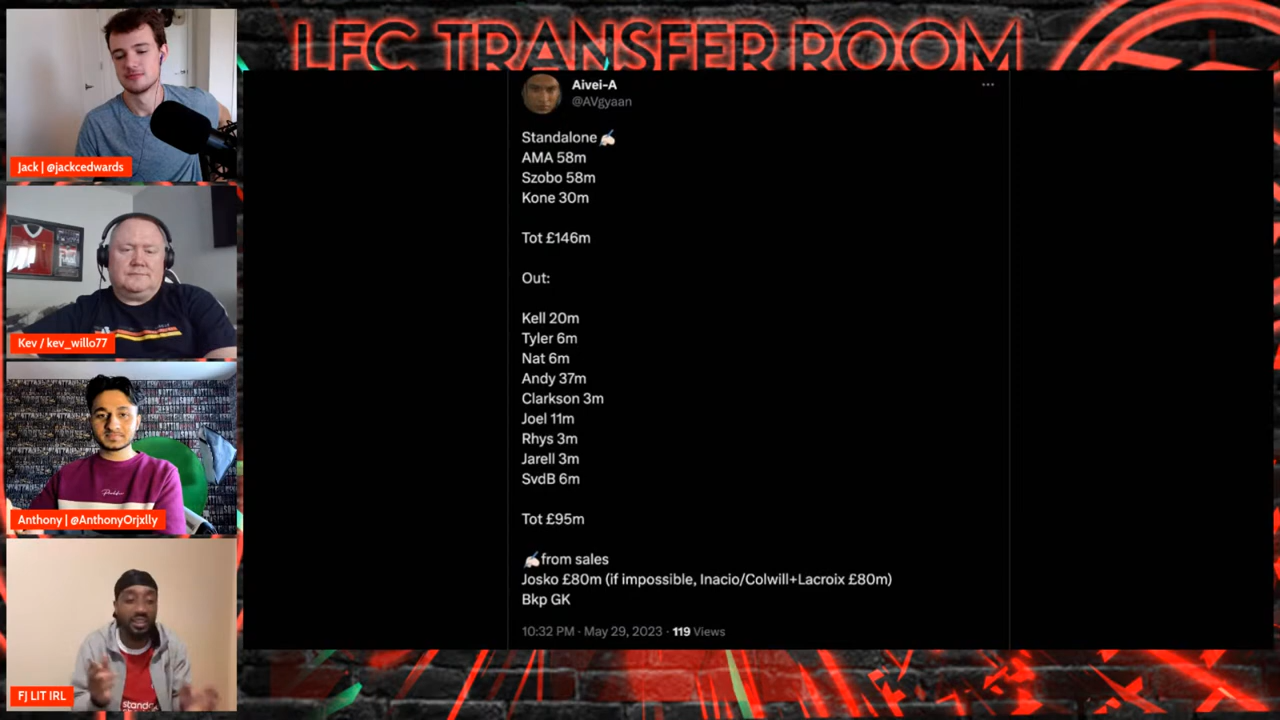 LFC TRANSFER ROOM
Jack | @jackcedwards
Kev / kev_willo77
Anthony | @AnthonyOrjxlly
FJ LIT IRL
Aivei-A
@AVgyaan
Standalone ✍🏻
AMA 58m
Szobo 58m
Kone 30m
Tot £146m
Out:
Kell 20m
Tyler 6m
Nat 6m
Andy 37m
Clarkson 3m
Joel 11m
Rhys 3m
Jarell 3m
SvdB 6m
Tot £95m
✍🏻from sales
Josko £80m (if impossible, Inacio/Colwill+Lacroix £80m)
Bkp GK
10:32 PM · May 29, 2023 · 119 Views